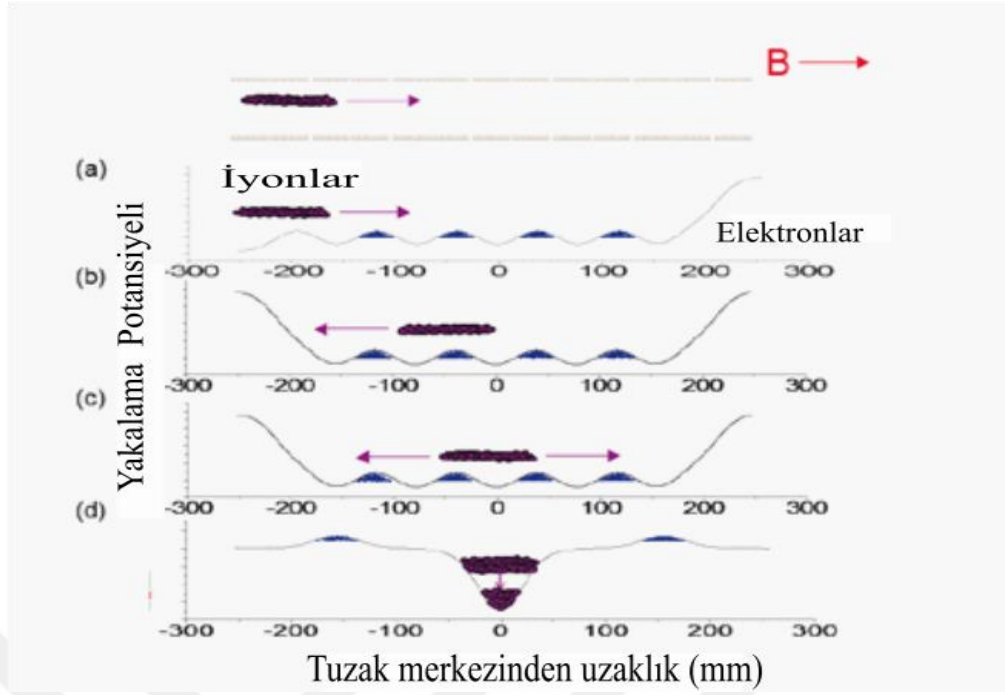 B
(a)
İyonlar
Elektronlar
-300 -200 -100 0 100 200 300
(b)
-300 -200 -100 0 100 200 300
(c)
-300 -200 -100 0 100 200 300
(d)
-300 -200 -100 0 100 200 300
Yakalama Potansiyeli
Tuzak merkezinden uzaklık (mm)